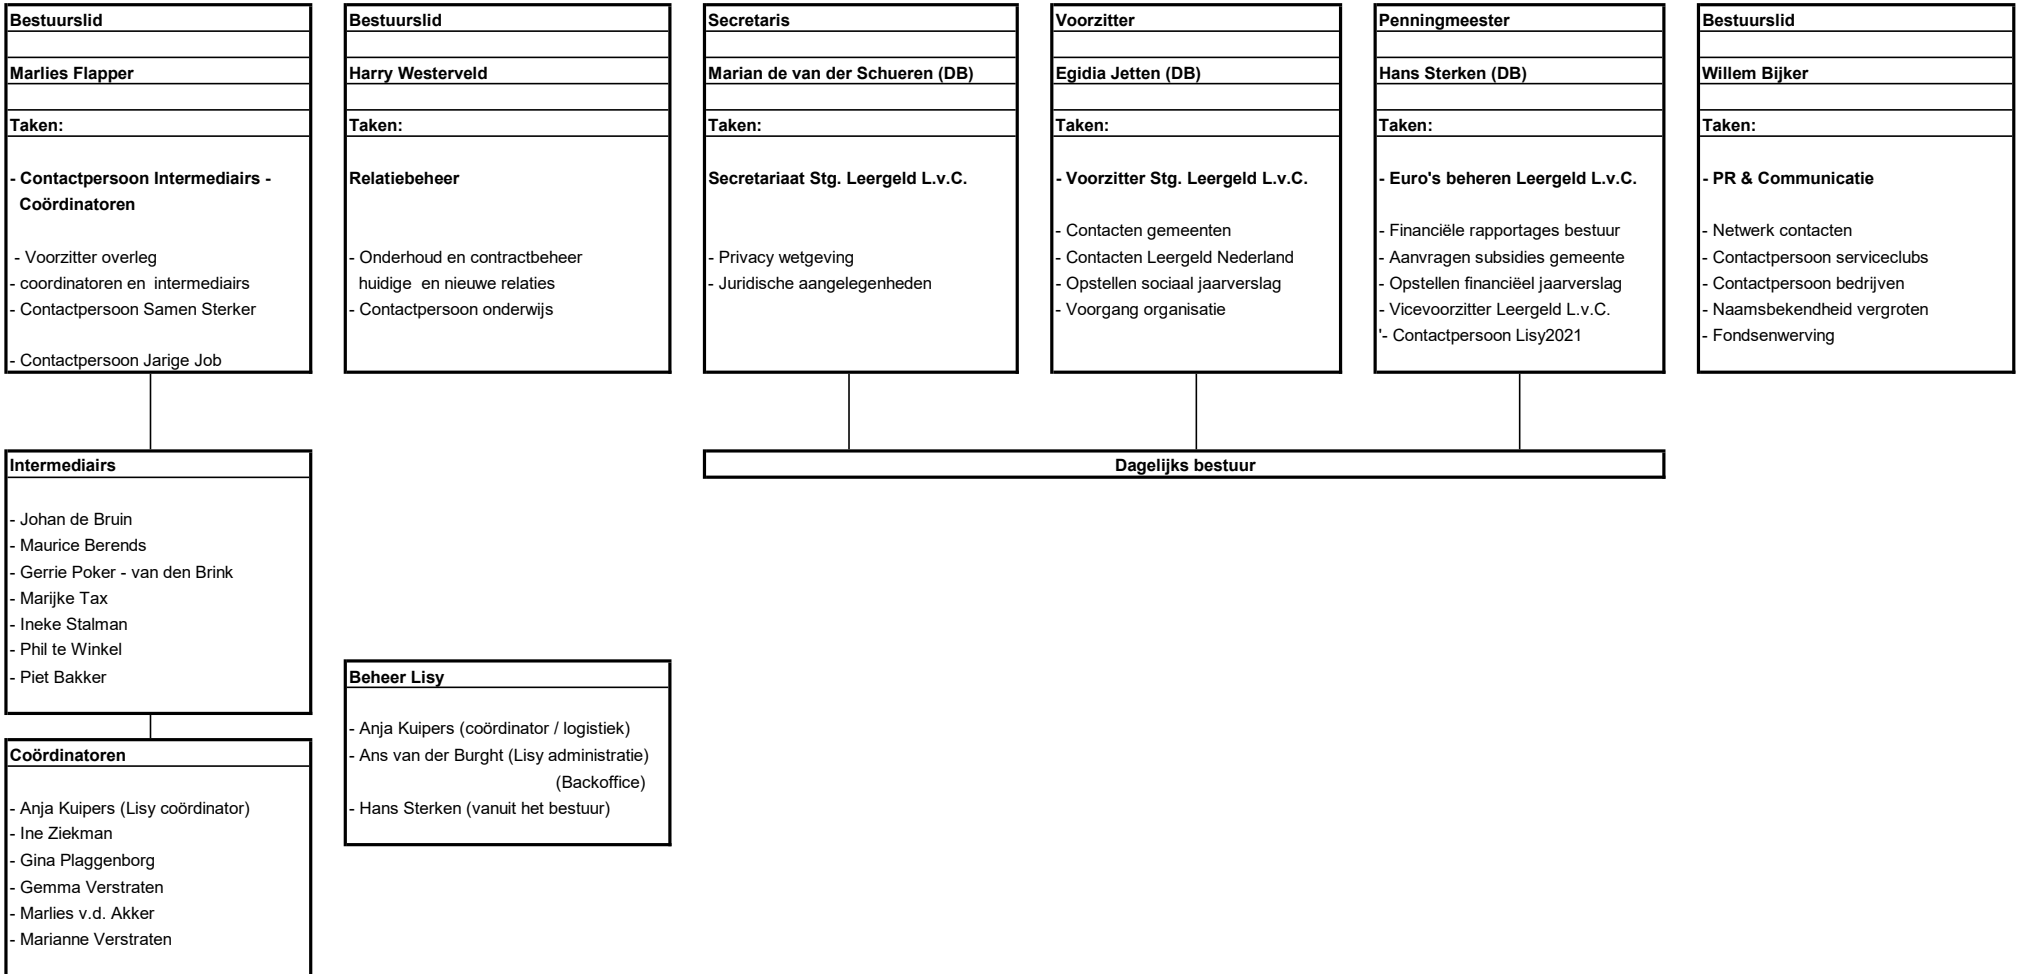 Bestuurslid
Marlies Flapper
Taken:
- Contactpersoon Intermediairs -
Coördinatoren
- Voorzitter overleg
- coordinatoren en  intermediairs
- Contactpersoon Samen Sterker
- Contactpersoon Jarige Job
Bestuurslid
Harry Westerveld
Taken:
Relatiebeheer
- Onderhoud en contractbeheer
huidige  en nieuwe relaties
- Contactpersoon onderwijs
Secretaris
Marian de van der Schueren (DB)
Taken:
Secretariaat Stg. Leergeld L.v.C.
- Privacy wetgeving
- Juridische aangelegenheden
Voorzitter
Egidia Jetten (DB)
Taken:
- Voorzitter Stg. Leergeld L.v.C.
- Contacten gemeenten
- Contacten Leergeld Nederland
- Opstellen sociaal jaarverslag
- Voorgang organisatie
Penningmeester
Hans Sterken (DB)
Taken:
- Euro's beheren Leergeld L.v.C.
- Financiële rapportages bestuur
- Aanvragen subsidies gemeente
- Opstellen financiëel jaarverslag
- Vicevoorzitter Leergeld L.v.C.
'- Contactpersoon Lisy2021
Bestuurslid
Willem Bijker
Taken:
- PR & Communicatie
- Netwerk contacten
- Contactpersoon serviceclubs
- Contactpersoon bedrijven
- Naamsbekendheid vergroten
- Fondsenwerving
Dagelijks bestuur
Intermediairs
- Johan de Bruin
- Maurice Berends
- Gerrie Poker - van den Brink
- Marijke Tax
- Ineke Stalman
- Phil te Winkel
- Piet Bakker
Beheer Lisy
- Anja Kuipers (coördinator / logistiek)
- Ans van der Burght (Lisy administratie)
(Backoffice)
- Hans Sterken (vanuit het bestuur)
Coördinatoren
- Anja Kuipers (Lisy coördinator)
- Ine Ziekman
- Gina Plaggenborg
- Gemma Verstraten
- Marlies v.d. Akker
- Marianne Verstraten